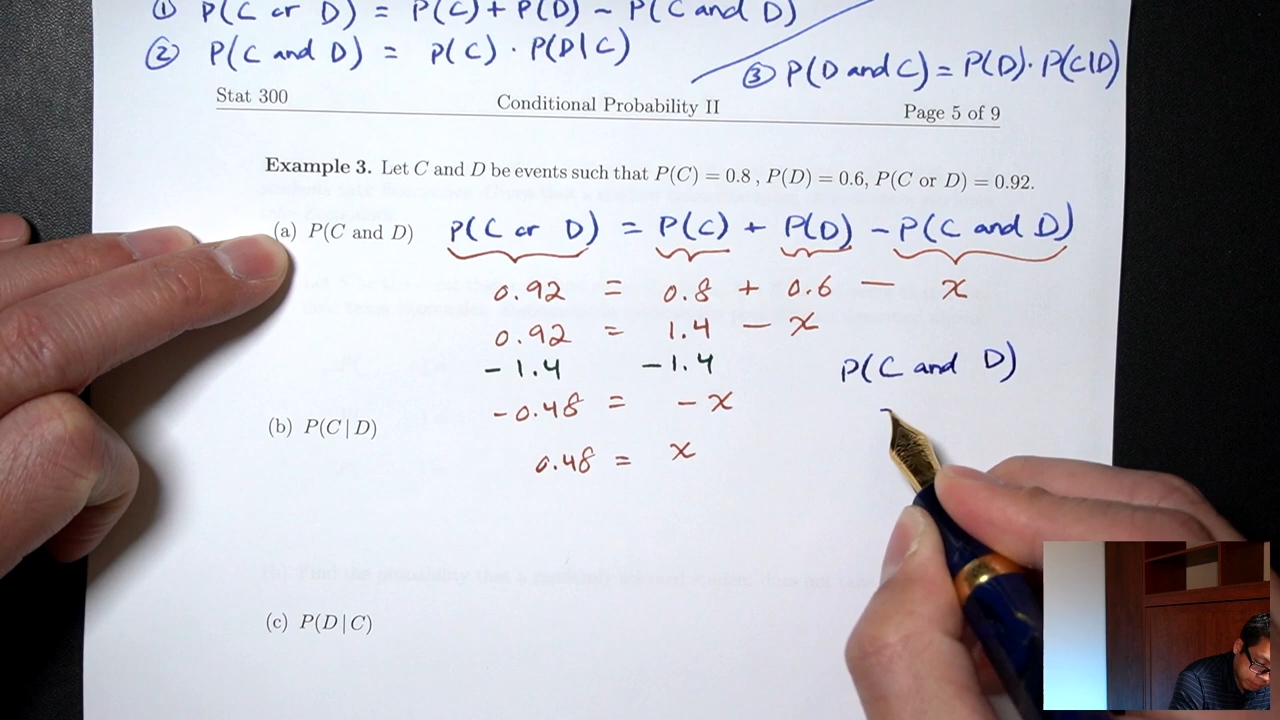 ① P(C or D) = P(C) + P(D) - P(C and D)
② P(C and D) = P(C) · P(D|C)
③ P(D and C) = P(D) · P(C|D)
Stat 300 Conditional Probability II Page 5 of 9
Example 3. Let C and D be events such that P(C) = 0.8 , P(D) = 0.6, P(C or D) = 0.92.
(a) P(C and D) P(C or D) = P(C) + P(D) - P(C and D)
0.92 = 0.8 + 0.6 - x
0.92 = 1.4 - x
-1.4 -1.4
P(C and D)
-0.48 = -x
(b) P(C | D)
0.48 = x
(c) P(D | C)